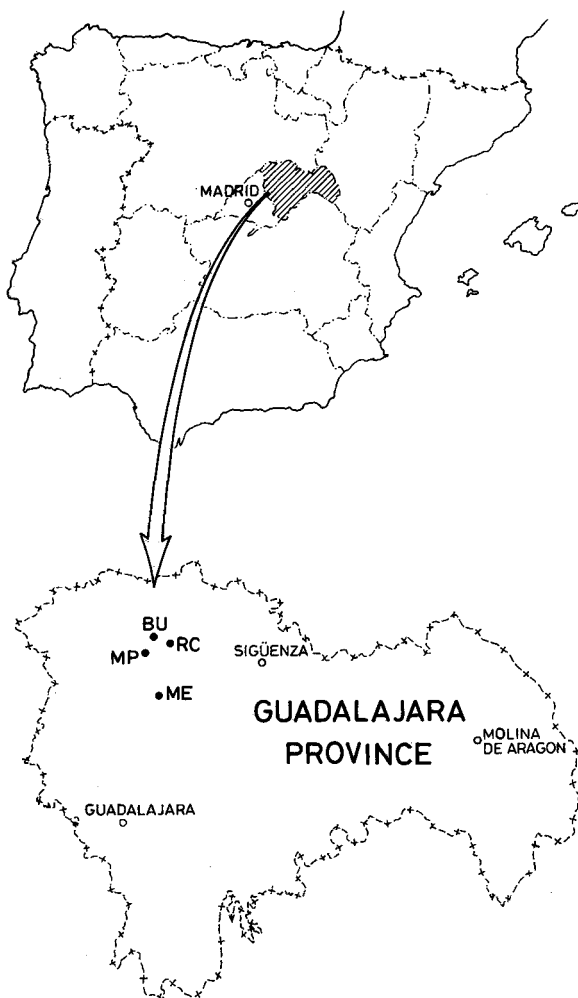 MADRID
BU
RC
MP
SIGÜENZA
ME
GUADALAJARA
PROVINCE
MOLINA
DE ARAGON
GUADALAJARA